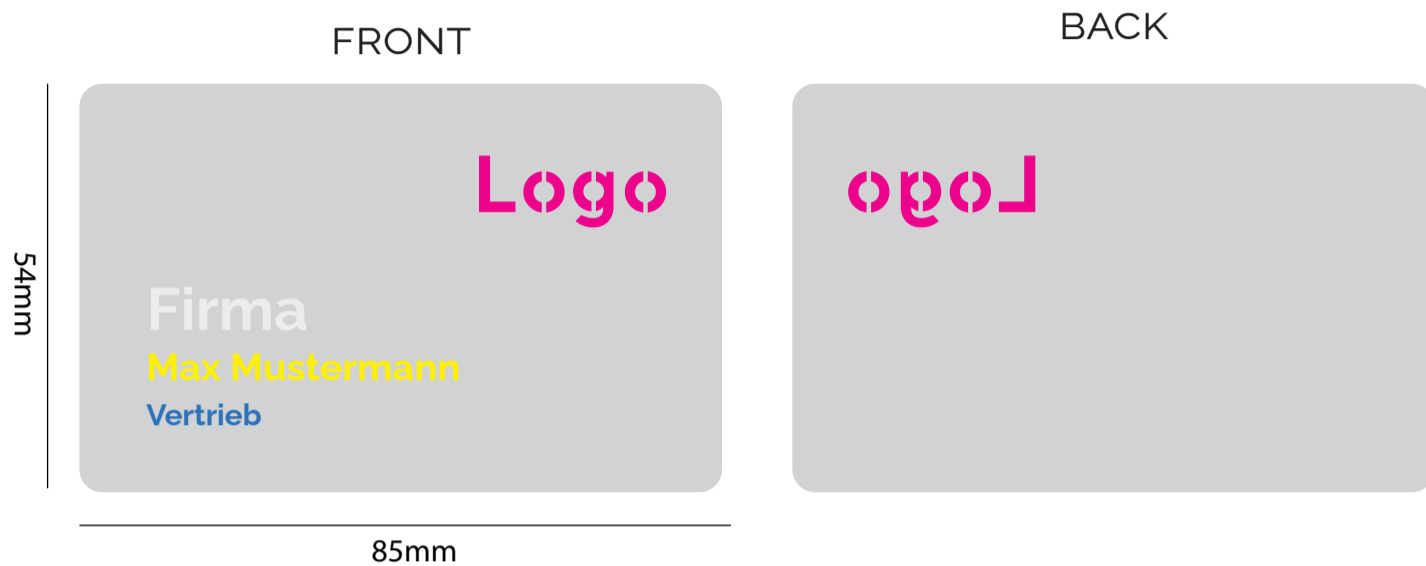 FRONT
BACK
Logo
Logo
Firma
Max Mustermann
Vertrieb
54mm
85mm